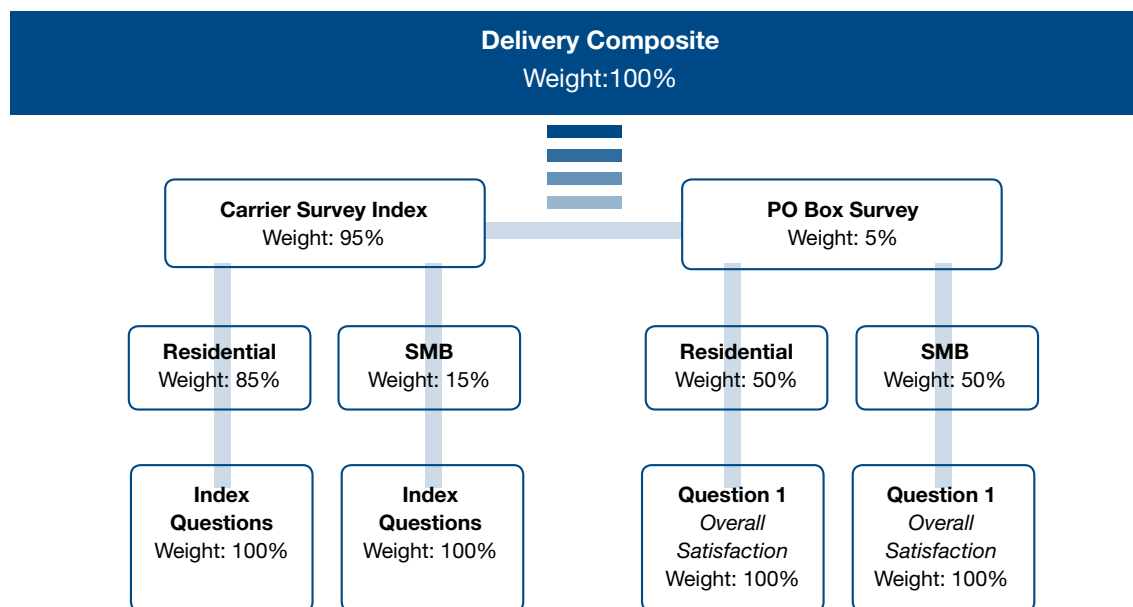 Delivery Composite
Weight:100%
Carrier Survey Index
Weight: 95%
PO Box Survey
Weight: 5%
Residential
Weight: 85%
SMB
Weight: 15%
Residential
Weight: 50%
SMB
Weight: 50%
Index
Questions
Weight: 100%
Index
Questions
Weight: 100%
Question 1
Overall
Satisfaction
Weight: 100%
Question 1
Overall
Satisfaction
Weight: 100%